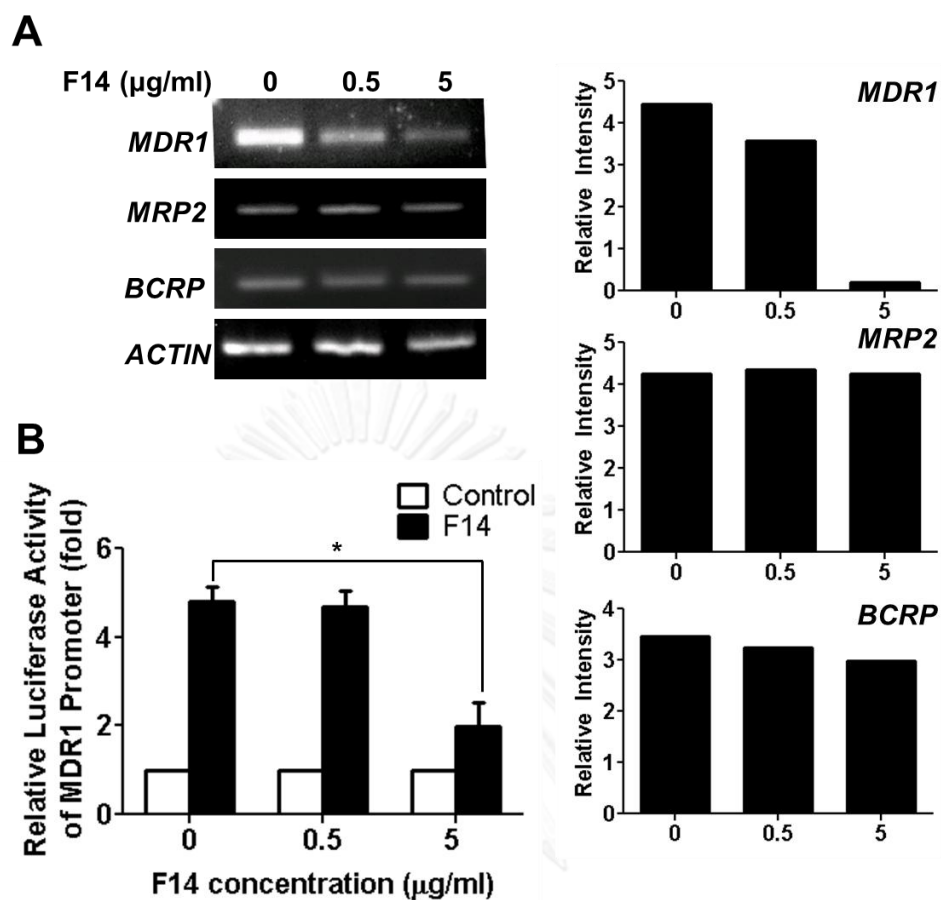 A
F14 (μg/ml) 0 0.5 5
MDR1
MRP2
BCRP
ACTIN
MDR1
Relative Intensity
5
4
3
2
1
0
0 0.5 5
MRP2
Relative Intensity
5
4
3
2
1
0
0 0.5 5
BCRP
Relative Intensity
4
3
2
1
0
0 0.5 5
B
Control
F14
*
Relative Luciferase Activity
of MDR1 Promoter (fold)
6
4
2
0
0 0.5 5
F14 concentration (μg/ml)